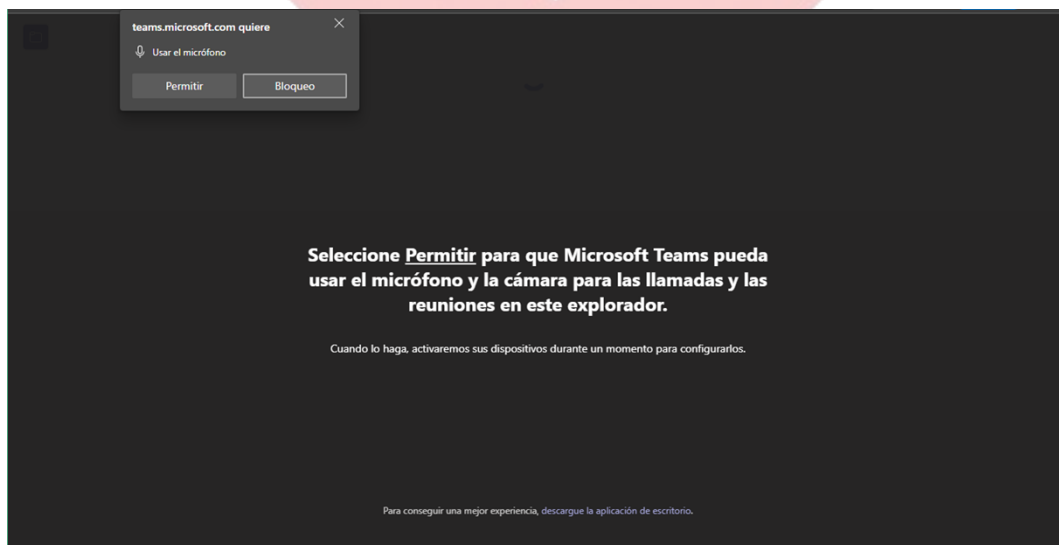 teams.microsoft.com quiere
Usar el micrófono
Permitir
Bloqueo
Seleccione Permitir para que Microsoft Teams pueda
usar el micrófono y la cámara para las llamadas y las
reuniones en este explorador.
Cuando lo haga, activaremos sus dispositivos durante un momento para configurarlos.
Para conseguir una mejor experiencia, descargue la aplicación de escritorio.